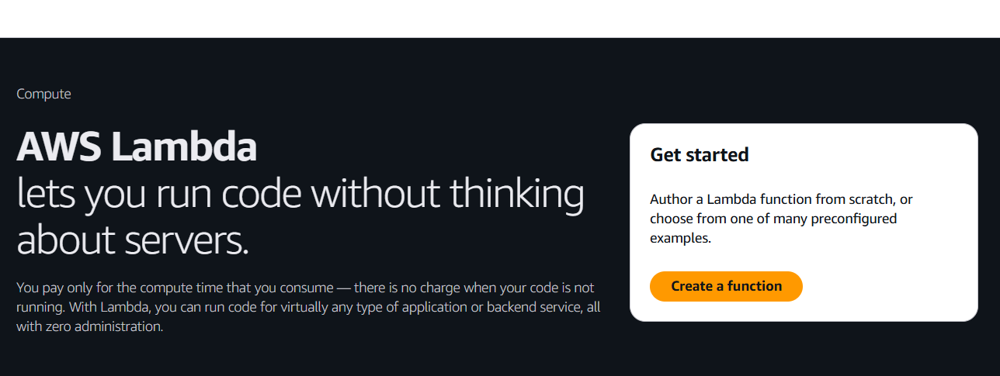 Compute
AWS Lambda
lets you run code without thinking
about servers.
You pay only for the compute time that you consume — there is no charge when your code is not
running. With Lambda, you can run code for virtually any type of application or backend service, all
with zero administration.
Get started
Author a Lambda function from scratch, or
choose from one of many preconfigured
examples.
Create a function